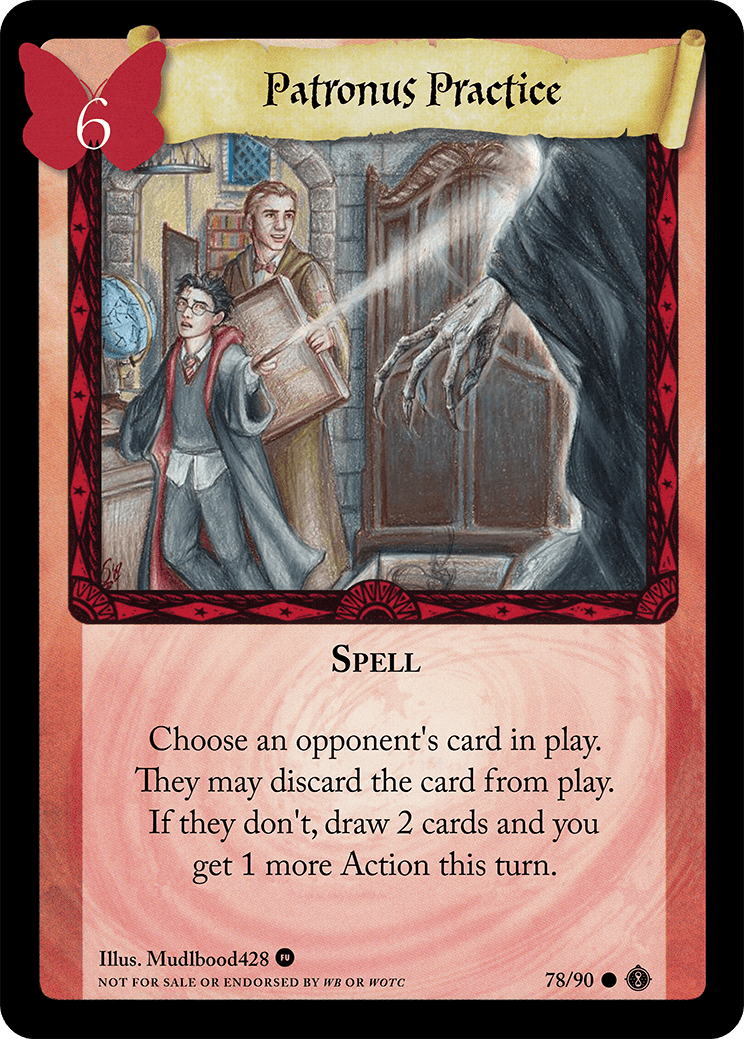 6
Patronus Practice
SPELL
Choose an opponent's card in play.
They may discard the card from play.
If they don't, draw 2 cards and you
get 1 more Action this turn.
Illus. Mudlbood428 FU
NOT FOR SALE OR ENDORSED BY WB OR WOTC
78/90